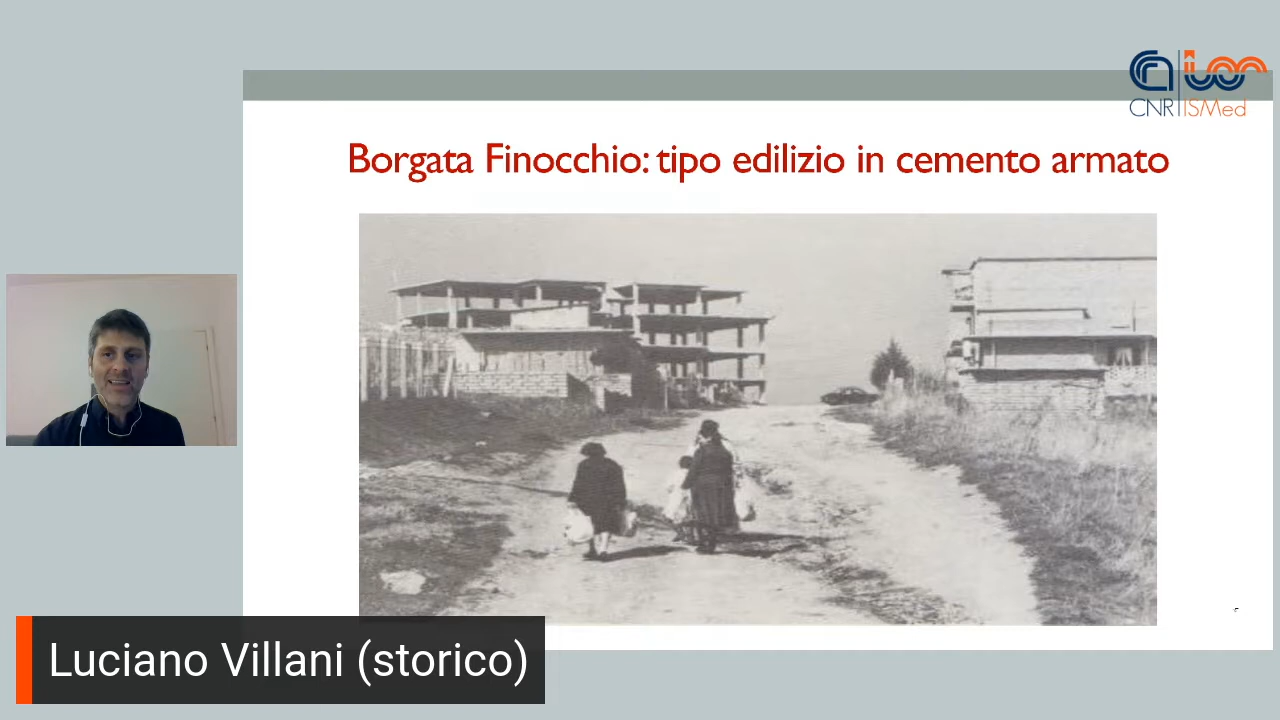 CNR ISMed
Borgata Finocchio: tipo edilizio in cemento armato
Luciano Villani (storico)